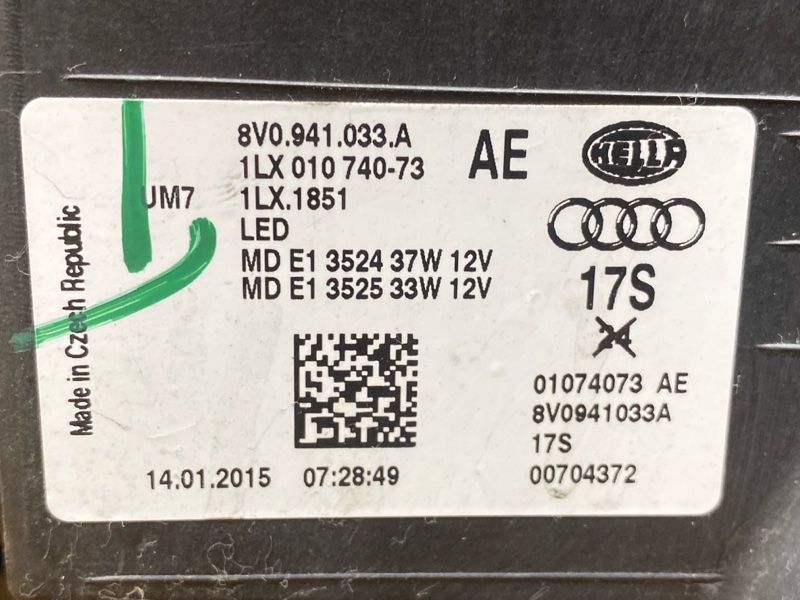 8V0.941.033.A
AE
HELLA
1LX 010 740-73
UM7
1LX.1851
LED
MD E1 3524 37W 12V
MD E1 3525 33W 12V
17S
Made in Czech Republic
01074073 AE
8V0941033A
17S
00704372
14.01.2015 07:28:49